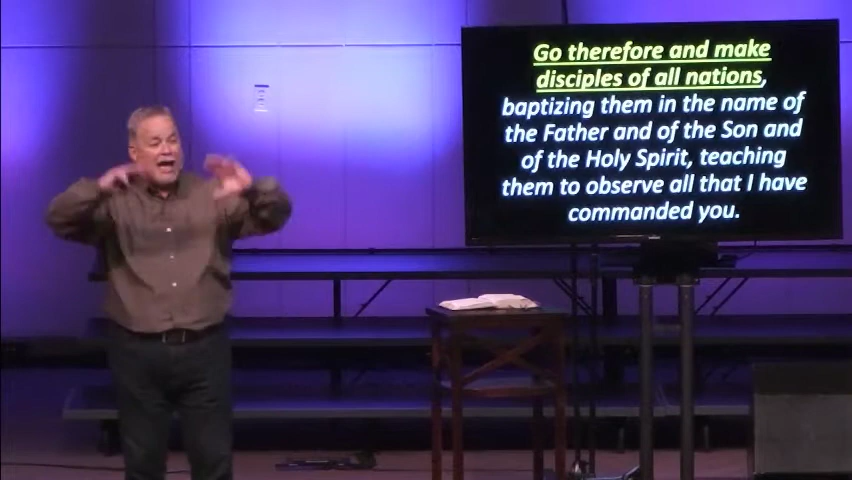 Go therefore and make
disciples of all nations,
baptizing them in the name of
the Father and of the Son and
of the Holy Spirit, teaching
them to observe all that I have
commanded you.